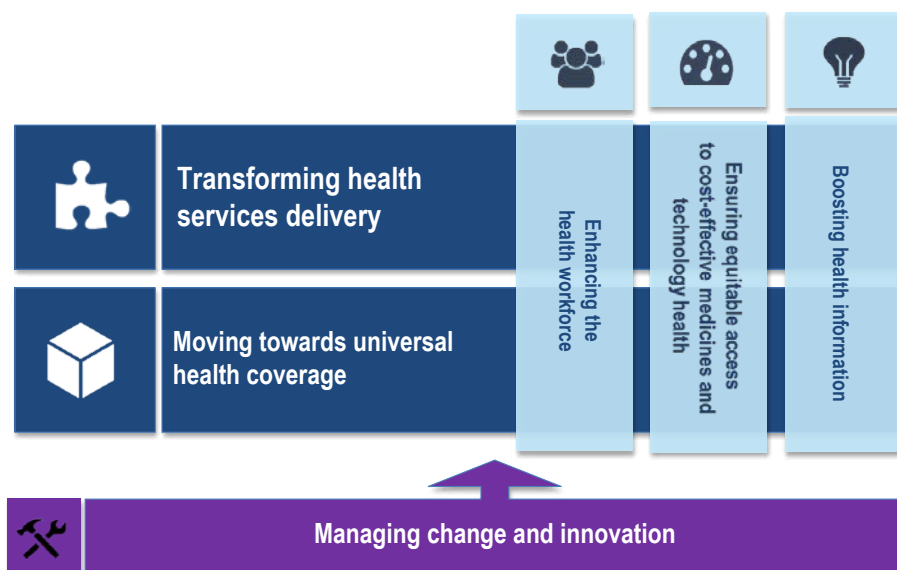 Transforming health
services delivery
Moving towards universal
health coverage
Enhancing the
health workforce
Ensuring equitable access
to cost-effective medicines and
technology health
Boosting health information
Managing change and innovation